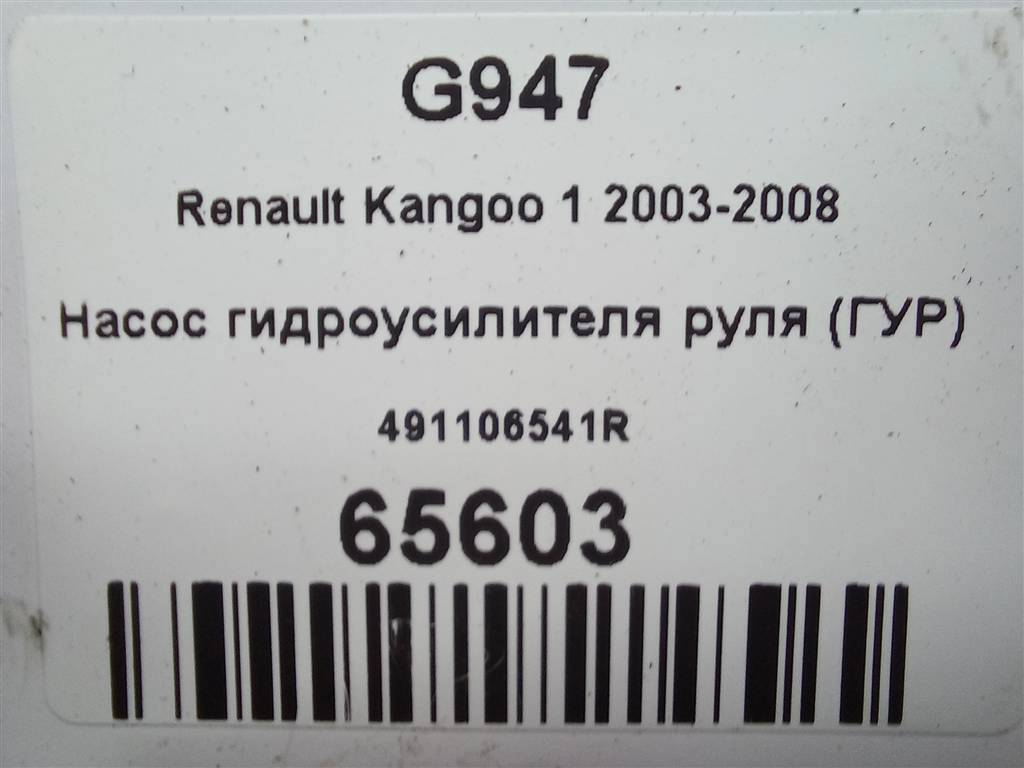 G947
Renault Kangoo 1 2003-2008
Насос гидроусилителя руля (ГУР)
491106541R
65603